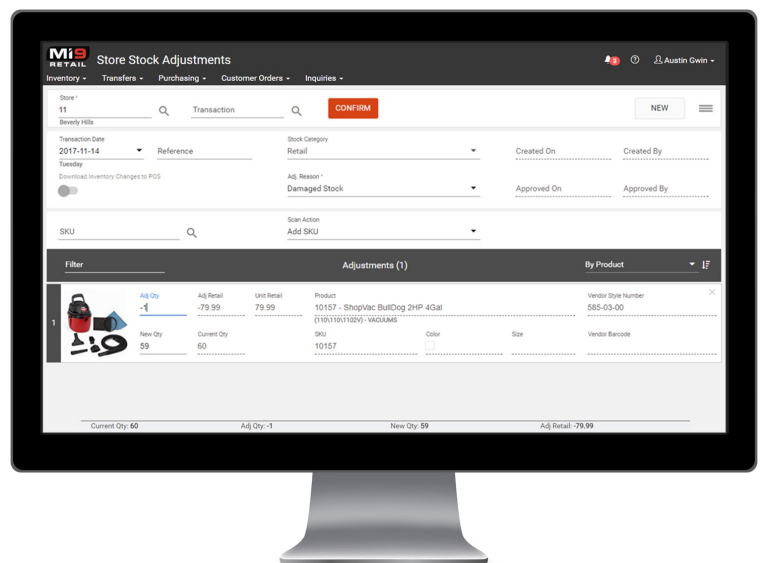 Mi9
RETAIL
Store Stock Adjustments
3
Austin Gwin
Inventory
Transfers
Purchasing
Customer Orders
Inquiries
Store *
11
Beverly Hills
Transaction
CONFIRM
NEW
Transaction Date
2017-11-14
Tuesday
Reference
Stock Category
Retail
Created On
Created By
Download Inventory Changes to POS
Adj. Reason *
Damaged Stock
Approved On
Approved By
SKU
Scan Action
Add SKU
Filter
Adjustments (1)
By Product
1
Adj Qty
-1
Adj Retail
-79.99
Unit Retail
79.99
Product
10157 - ShopVac BullDog 2HP 4Gal
(110\110\1102V) - VACUUMS
Vendor Style Number
585-03-00
New Qty
59
Current Qty
60
SKU
10157
Color
Size
Vendor Barcode
Current Qty: 60
Adj Qty: -1
New Qty: 59
Adj Retail: -79.99